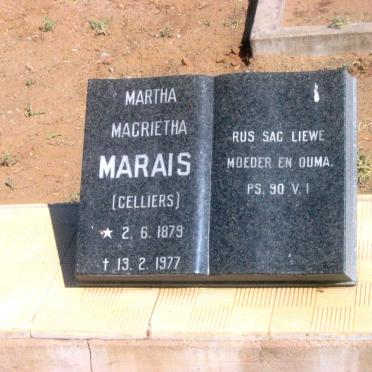 MARTHA
MAGRIETHA
MARAIS
(CELLIERS)
★ 2. 6. 1879
✝ 13. 2. 1977
RUS SAG LIEWE
MOEDER EN OUMA.
PS. 90 V. 1